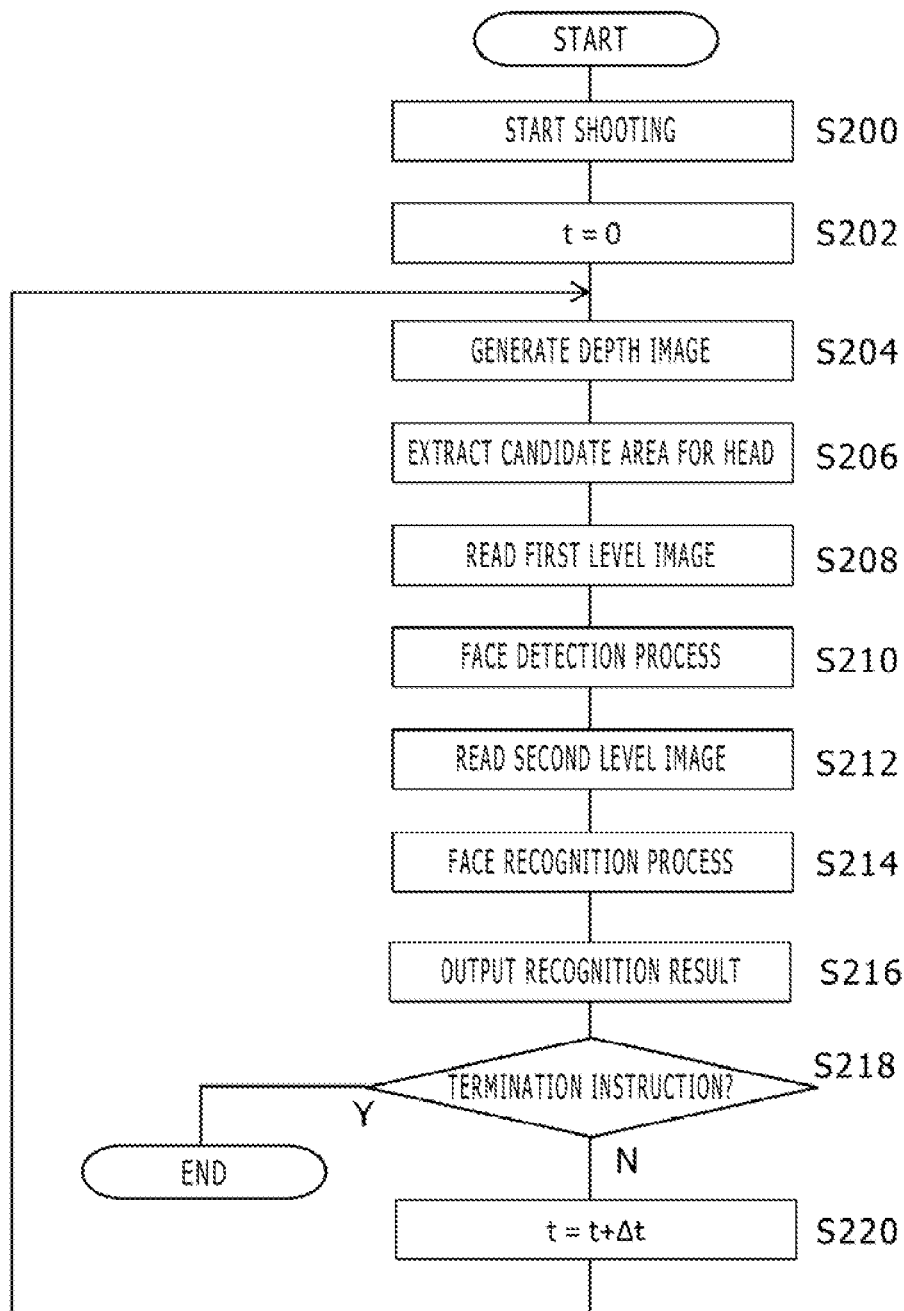 START
START SHOOTING S200
t = 0 S202
GENERATE DEPTH IMAGE S204
EXTRACT CANDIDATE AREA FOR HEAD S206
READ FIRST LEVEL IMAGE S208
FACE DETECTION PROCESS S210
READ SECOND LEVEL IMAGE S212
FACE RECOGNITION PROCESS S214
OUTPUT RECOGNITION RESULT S216
TERMINATION INSTRUCTION? S218
Y
N
END
t = t+Δt S220